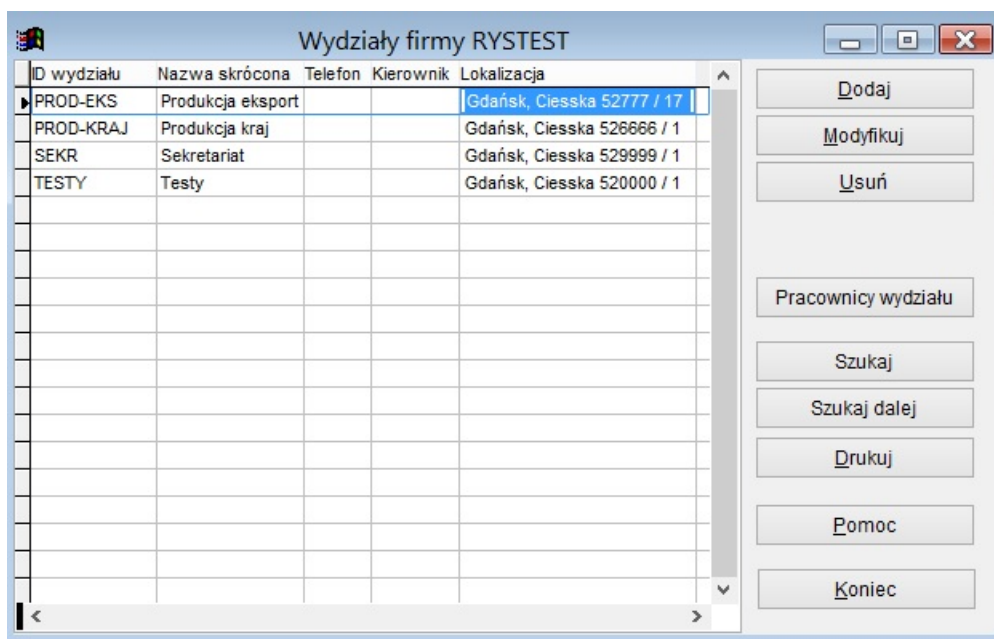 Wydziały firmy RYSTEST
ID wydziału Nazwa skrócona Telefon Kierownik Lokalizacja
PROD-EKS Produkcja eksport Gdańsk, Ciesska 52777 / 17
PROD-KRAJ Produkcja kraj Gdańsk, Ciesska 526666 / 1
SEKR Sekretariat Gdańsk, Ciesska 529999 / 1
TESTY Testy Gdańsk, Ciesska 520000 / 1
Dodaj
Modyfikuj
Usuń
Pracownicy wydziału
Szukaj
Szukaj dalej
Drukuj
Pomoc
Koniec